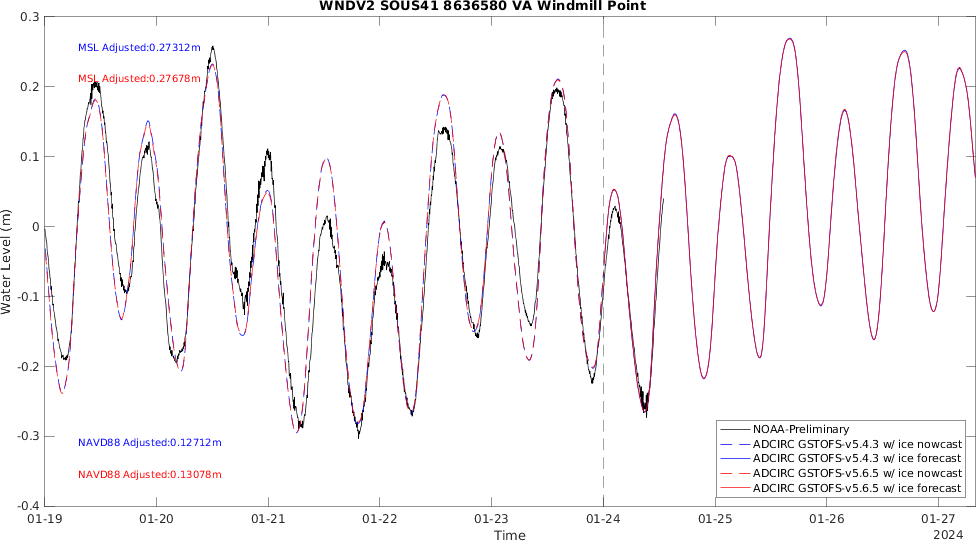 WNDV2 SOUS41 8636580 VA Windmill Point
0.3
MSL Adjusted:0.27312m
MSL Adjusted:0.27678m
0.2
0.1
0
-0.1
-0.2
-0.3
-0.4
Water Level (m)
NAVD88 Adjusted:0.12712m
NAVD88 Adjusted:0.13078m
NOAA-Preliminary
ADCIRC GSTOFS-v5.4.3 w/ ice nowcast
ADCIRC GSTOFS-v5.4.3 w/ ice forecast
ADCIRC GSTOFS-v5.6.5 w/ ice nowcast
ADCIRC GSTOFS-v5.6.5 w/ ice forecast
01-19 01-20 01-21 01-22 01-23 01-24 01-25 01-26 01-27
Time
2024